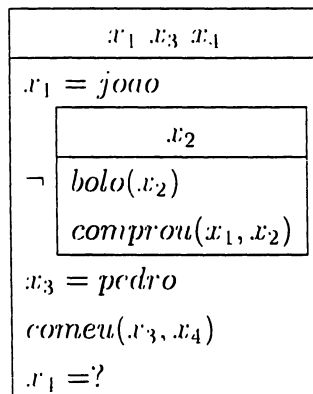 x₁ x₃ x₄
x₁ = joao
x₂
¬ bolo(x₂)
comprou(x₁, x₂)
x₃ = pedro
comeu(x₃, x₄)
x₄ =?